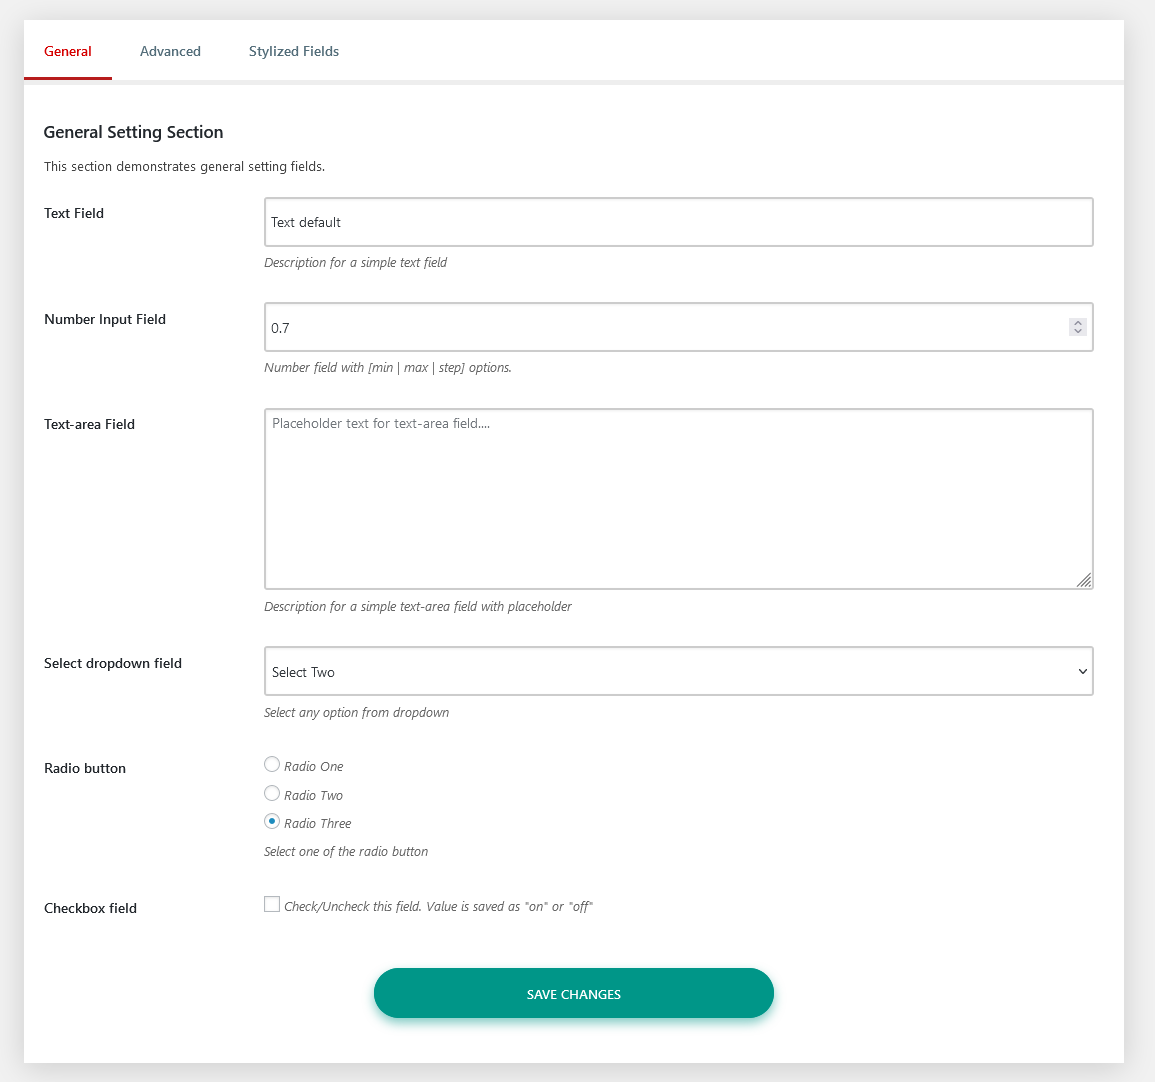 General Advanced Stylized Fields
General Setting Section
This section demonstrates general setting fields.
Text Field
Text default
Description for a simple text field
Number Input Field
0.7
Number field with [min | max | step] options.
Text-area Field
Placeholder text for text-area field....
Description for a simple text-area field with placeholder
Select dropdown field
Select Two
Select any option from dropdown
Radio button
Radio One
Radio Two
Radio Three
Select one of the radio button
Checkbox field
Check/Uncheck this field. Value is saved as "on" or "off"
SAVE CHANGES